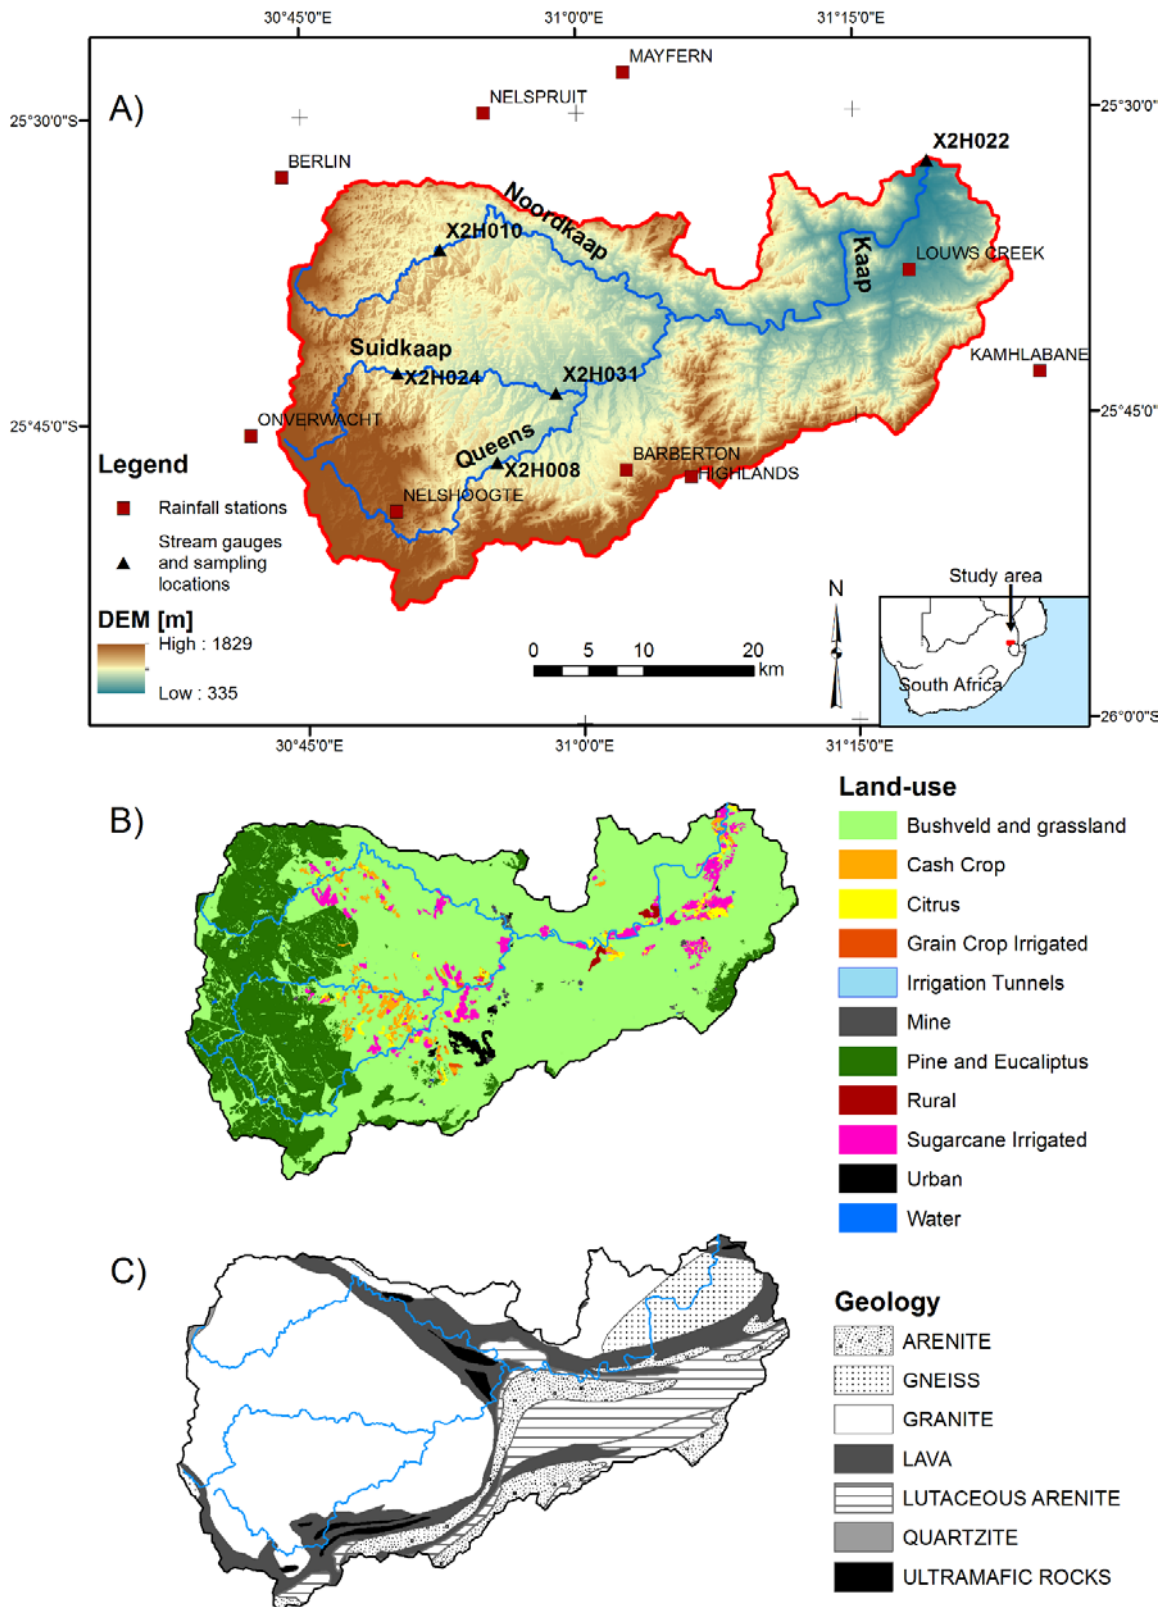 30°45'0"E
31°0'0"E
31°15'0"E
A)
MAYFERN
NELSPRUIT
25°30'0"S
25°30'0"S
X2H022
BERLIN
Noordkaap
X2H010
Kaap
LOUWS CREEK
Suidkaap
X2H024
X2H031
KAMHLABANE
ONVERWACHT
25°45'0"S
25°45'0"S
Queens
BARBERTON
X2H008
HIGHLANDS
NELSHOOGTE
Legend
Rainfall stations
Stream gauges
and sampling
locations
DEM [m]
High : 1829
Low : 335
0 5 10 20
km
N
Study area
South Africa
26°0'0"S
30°45'0"E
31°0'0"E
31°15'0"E
B)
Land-use
Bushveld and grassland
Cash Crop
Citrus
Grain Crop Irrigated
Irrigation Tunnels
Mine
Pine and Eucaliptus
Rural
Sugarcane Irrigated
Urban
Water
C)
Geology
ARENITE
GNEISS
GRANITE
LAVA
LUTACEOUS ARENITE
QUARTZITE
ULTRAMAFIC ROCKS